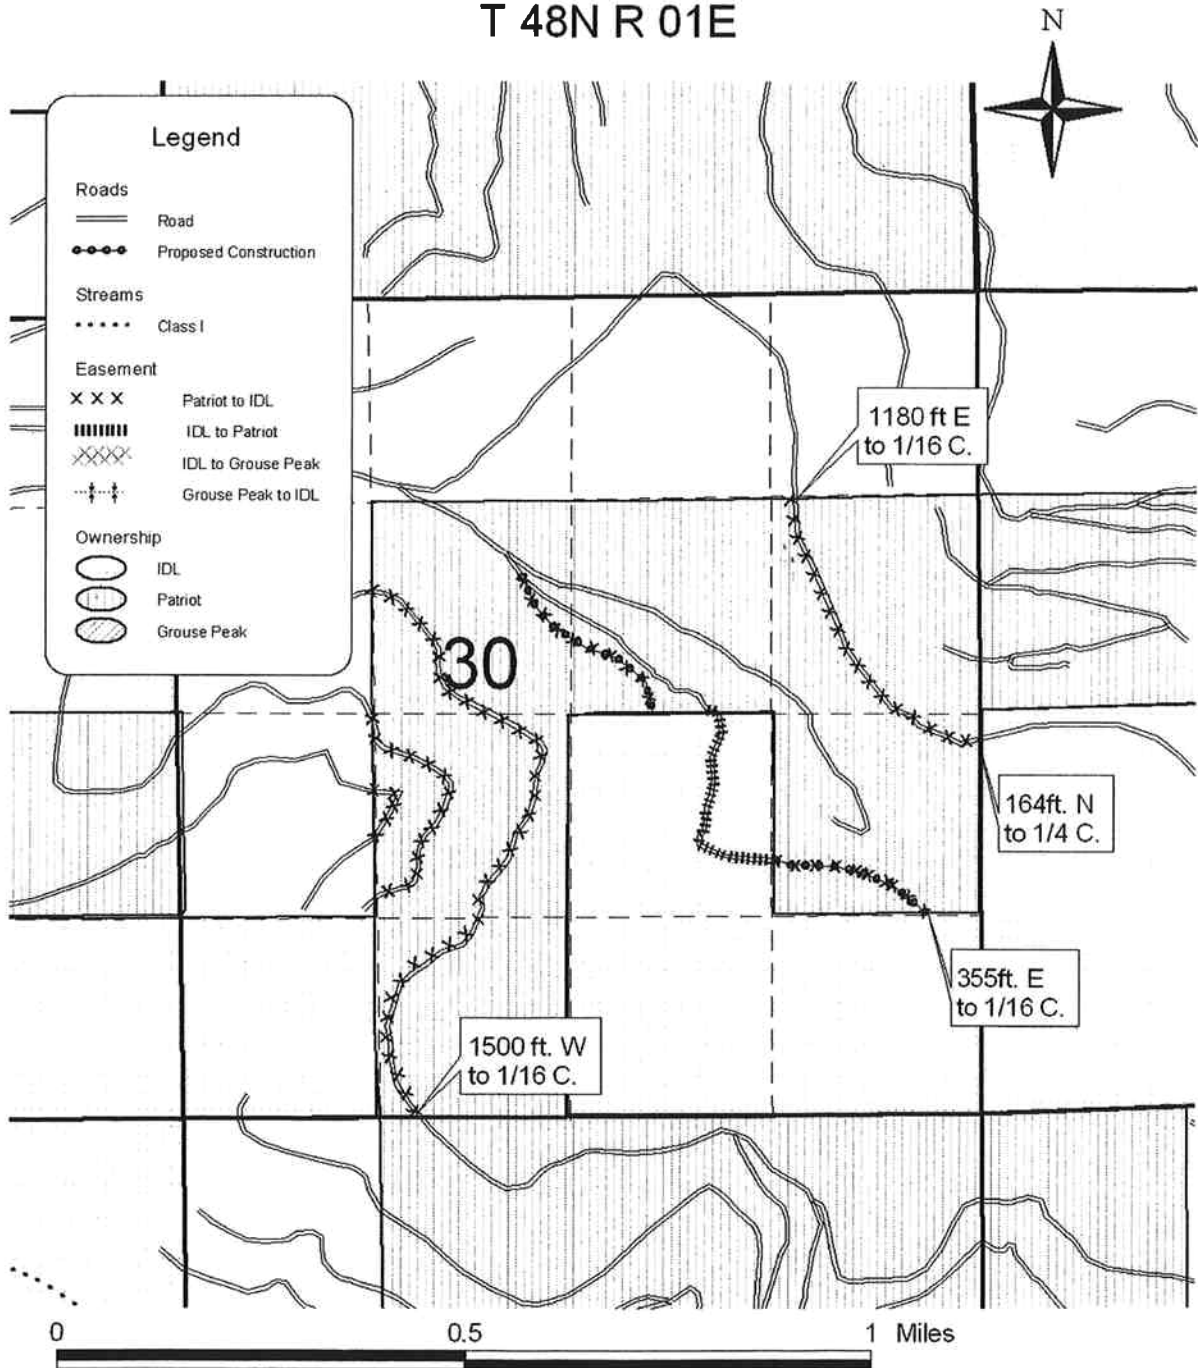 T 48N R 01E
N
Legend
Roads
Road
Proposed Construction
Streams
Class I
Easement
Patriot to IDL
IDL to Patriot
IDL to Grouse Peak
Grouse Peak to IDL
Ownership
IDL
Patriot
Grouse Peak
1180 ft E
to 1/16 C.
30
164ft. N
to 1/4 C.
355ft. E
to 1/16 C.
1500 ft. W
to 1/16 C.
0 0.5 1 Miles